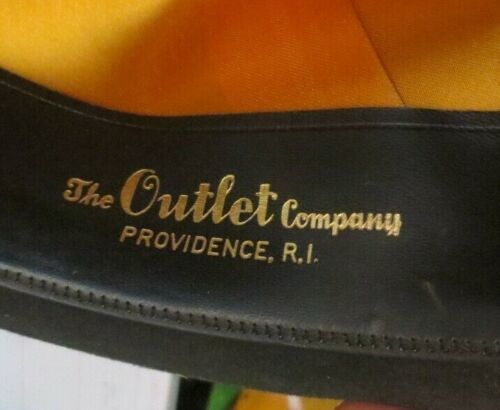 The Outlet Company
PROVIDENCE, R.I.